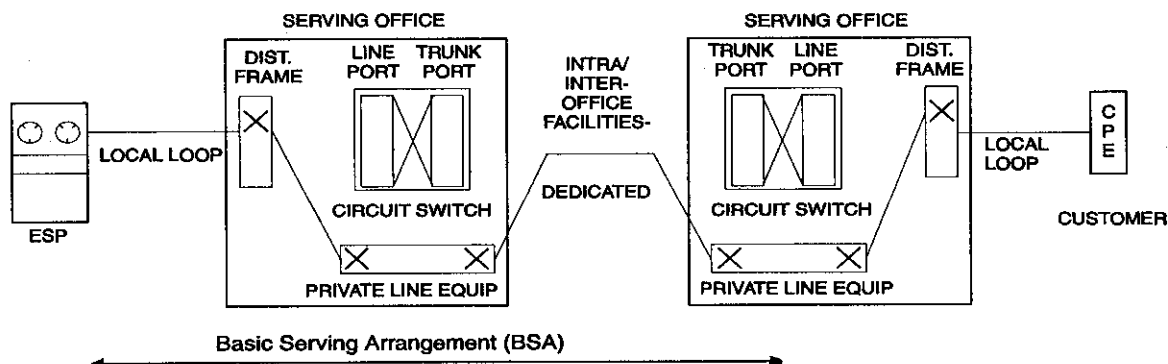 SERVING OFFICE
DIST.
FRAME
LINE
PORT
TRUNK
PORT
CIRCUIT SWITCH
PRIVATE LINE EQUIP
ESP
LOCAL LOOP
INTRA/
INTER-
OFFICE
FACILITIES-
DEDICATED
SERVING OFFICE
TRUNK
PORT
LINE
PORT
DIST.
FRAME
CIRCUIT SWITCH
PRIVATE LINE EQUIP
LOCAL
LOOP
CPE
CUSTOMER
Basic Serving Arrangement (BSA)